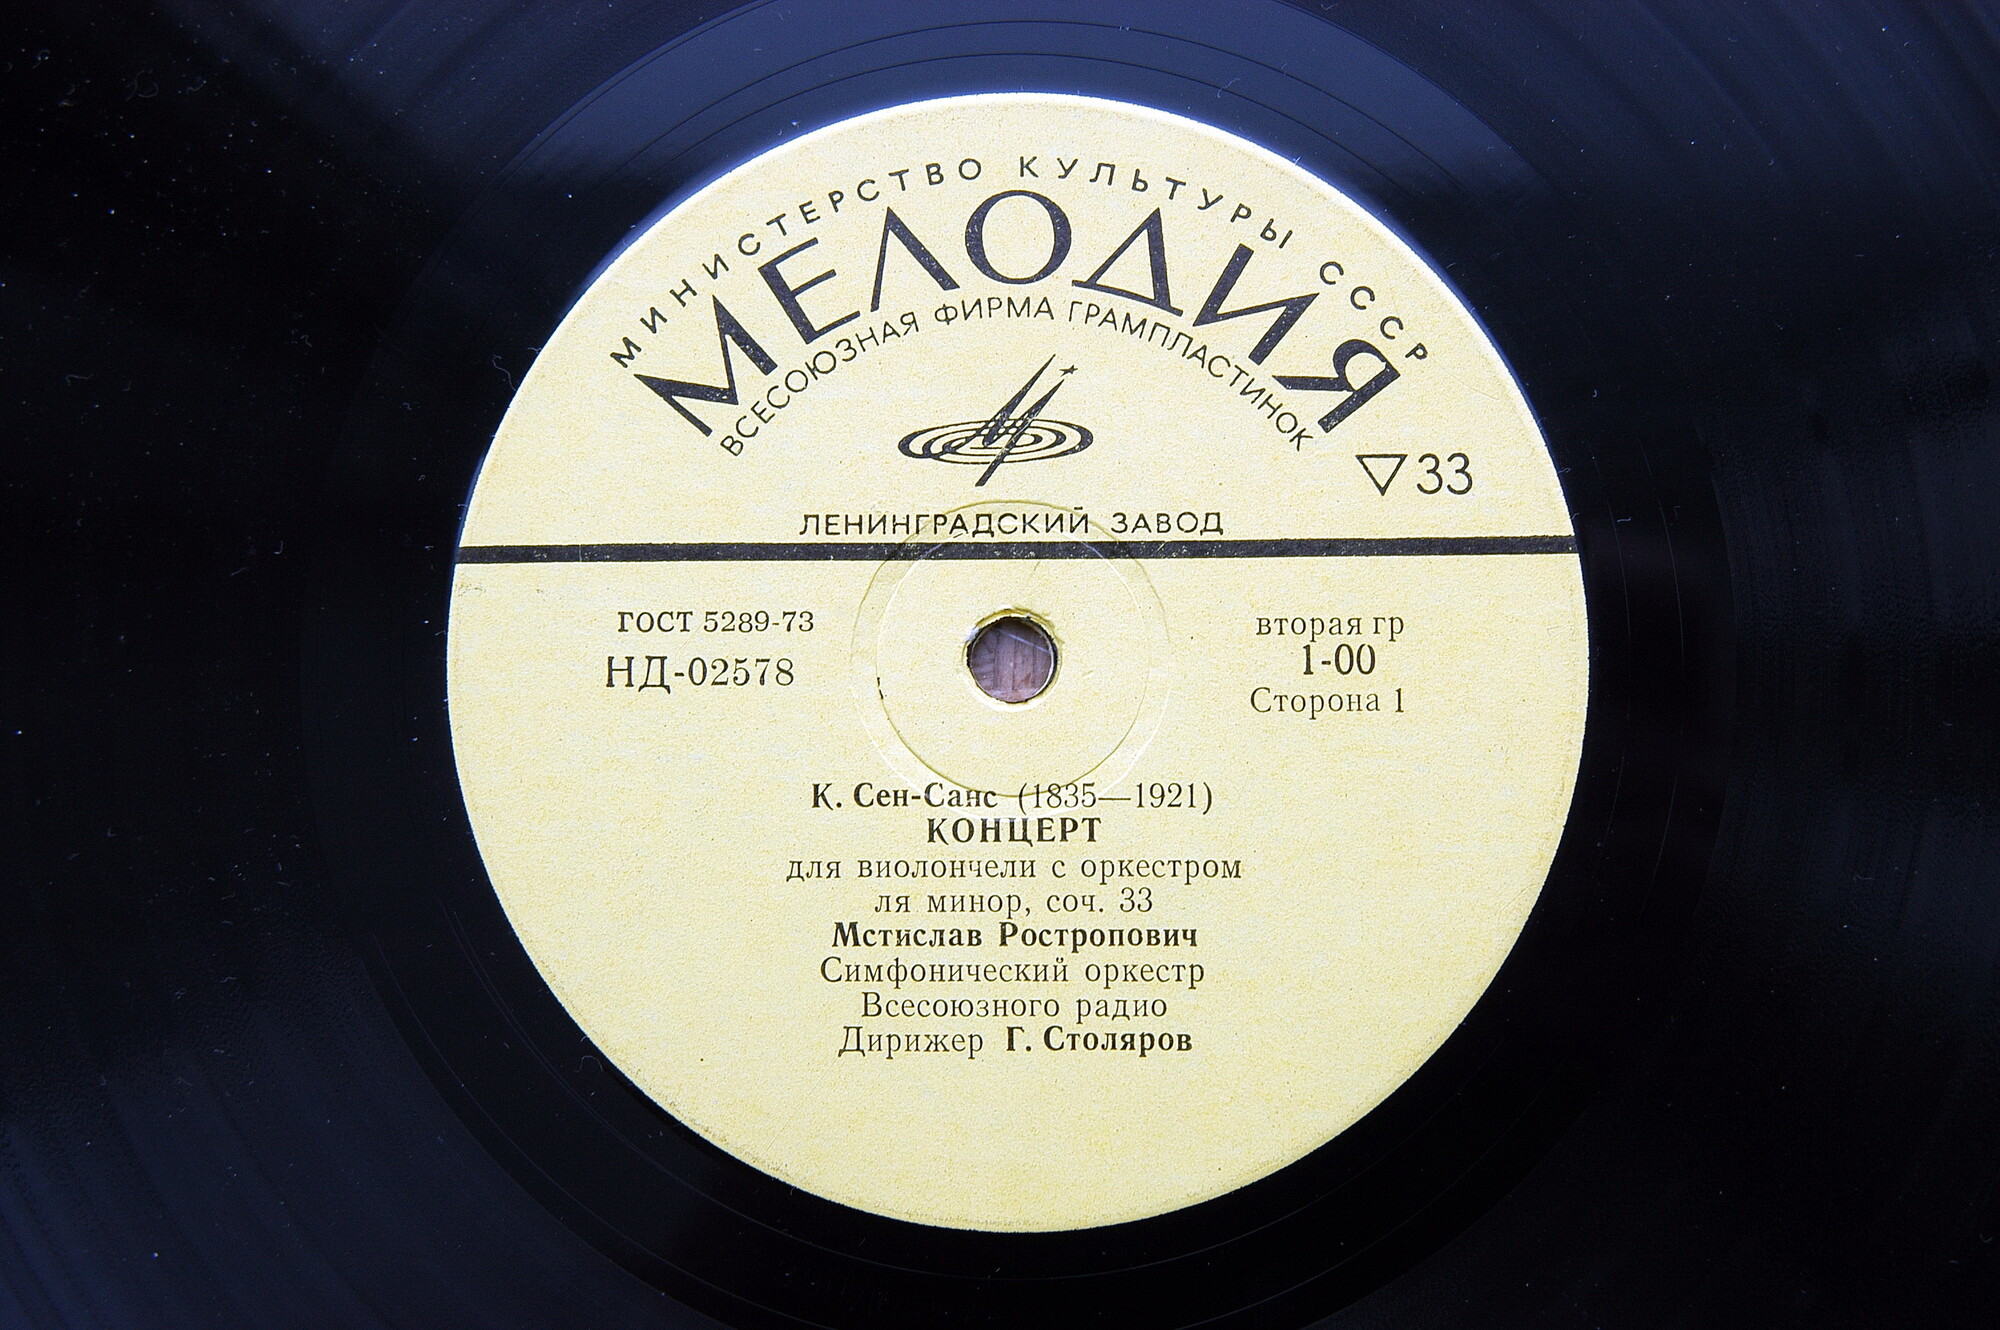 МИНИСТЕРСТВО КУЛЬТУРЫ СССР
МЕЛОДИЯ
ВСЕСОЮЗНАЯ ФИРМА ГРАМПЛАСТИНОК
▽33
ЛЕНИНГРАДСКИЙ ЗАВОД
ГОСТ 5289-73
НД-02578
вторая гр
1-00
Сторона 1
К. Сен-Санс (1835—1921)
КОНЦЕРТ
для виолончели с оркестром
ля минор, соч. 33
Мстислав Ростропович
Симфонический оркестр
Всесоюзного радио
Дирижер Г. Столяров